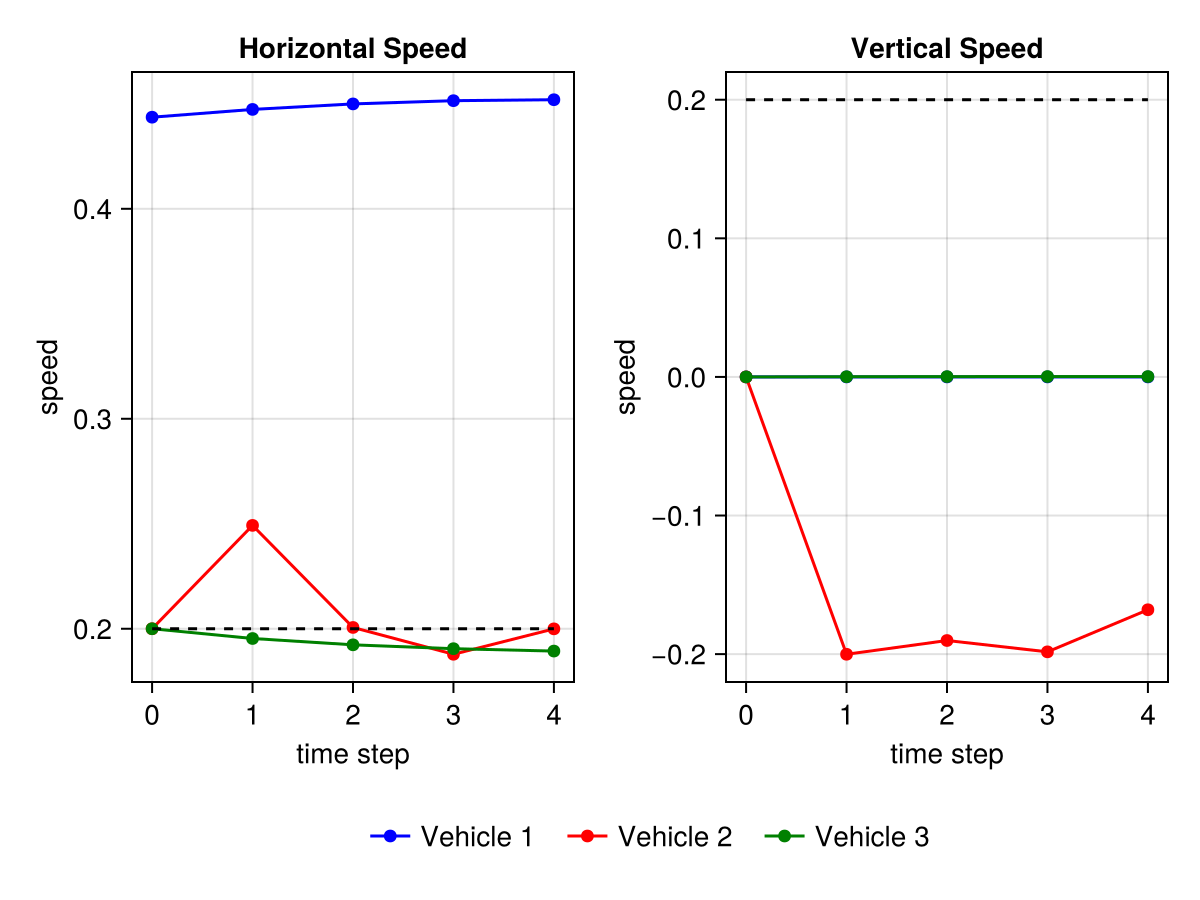 Horizontal Speed
speed
0.4
0.3
0.2
0
1
2
3
4
time step
Vertical Speed
speed
0.2
0.1
0.0
−0.1
−0.2
0
1
2
3
4
time step
Vehicle 1
Vehicle 2
Vehicle 3